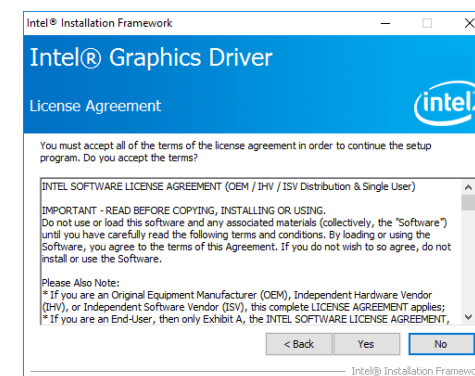 Intel® Installation Framework
Intel® Graphics Driver
License Agreement
intel
You must accept all of the terms of the license agreement in order to continue the setup
program. Do you accept the terms?
INTEL SOFTWARE LICENSE AGREEMENT (OEM / IHV / ISV Distribution & Single User)
IMPORTANT - READ BEFORE COPYING, INSTALLING OR USING.
Do not use or load this software and any associated materials (collectively, the "Software")
until you have carefully read the following terms and conditions. By loading or using the
Software, you agree to the terms of this Agreement. If you do not wish to so agree, do not
install or use the Software.
Please Also Note:
* If you are an Original Equipment Manufacturer (OEM), Independent Hardware Vendor
(IHV), or Independent Software Vendor (ISV), this complete LICENSE AGREEMENT applies;
* If you are an End-User, then only Exhibit A, the INTEL SOFTWARE LICENSE AGREEMENT,
< Back Yes No
Intel® Installation Framewo